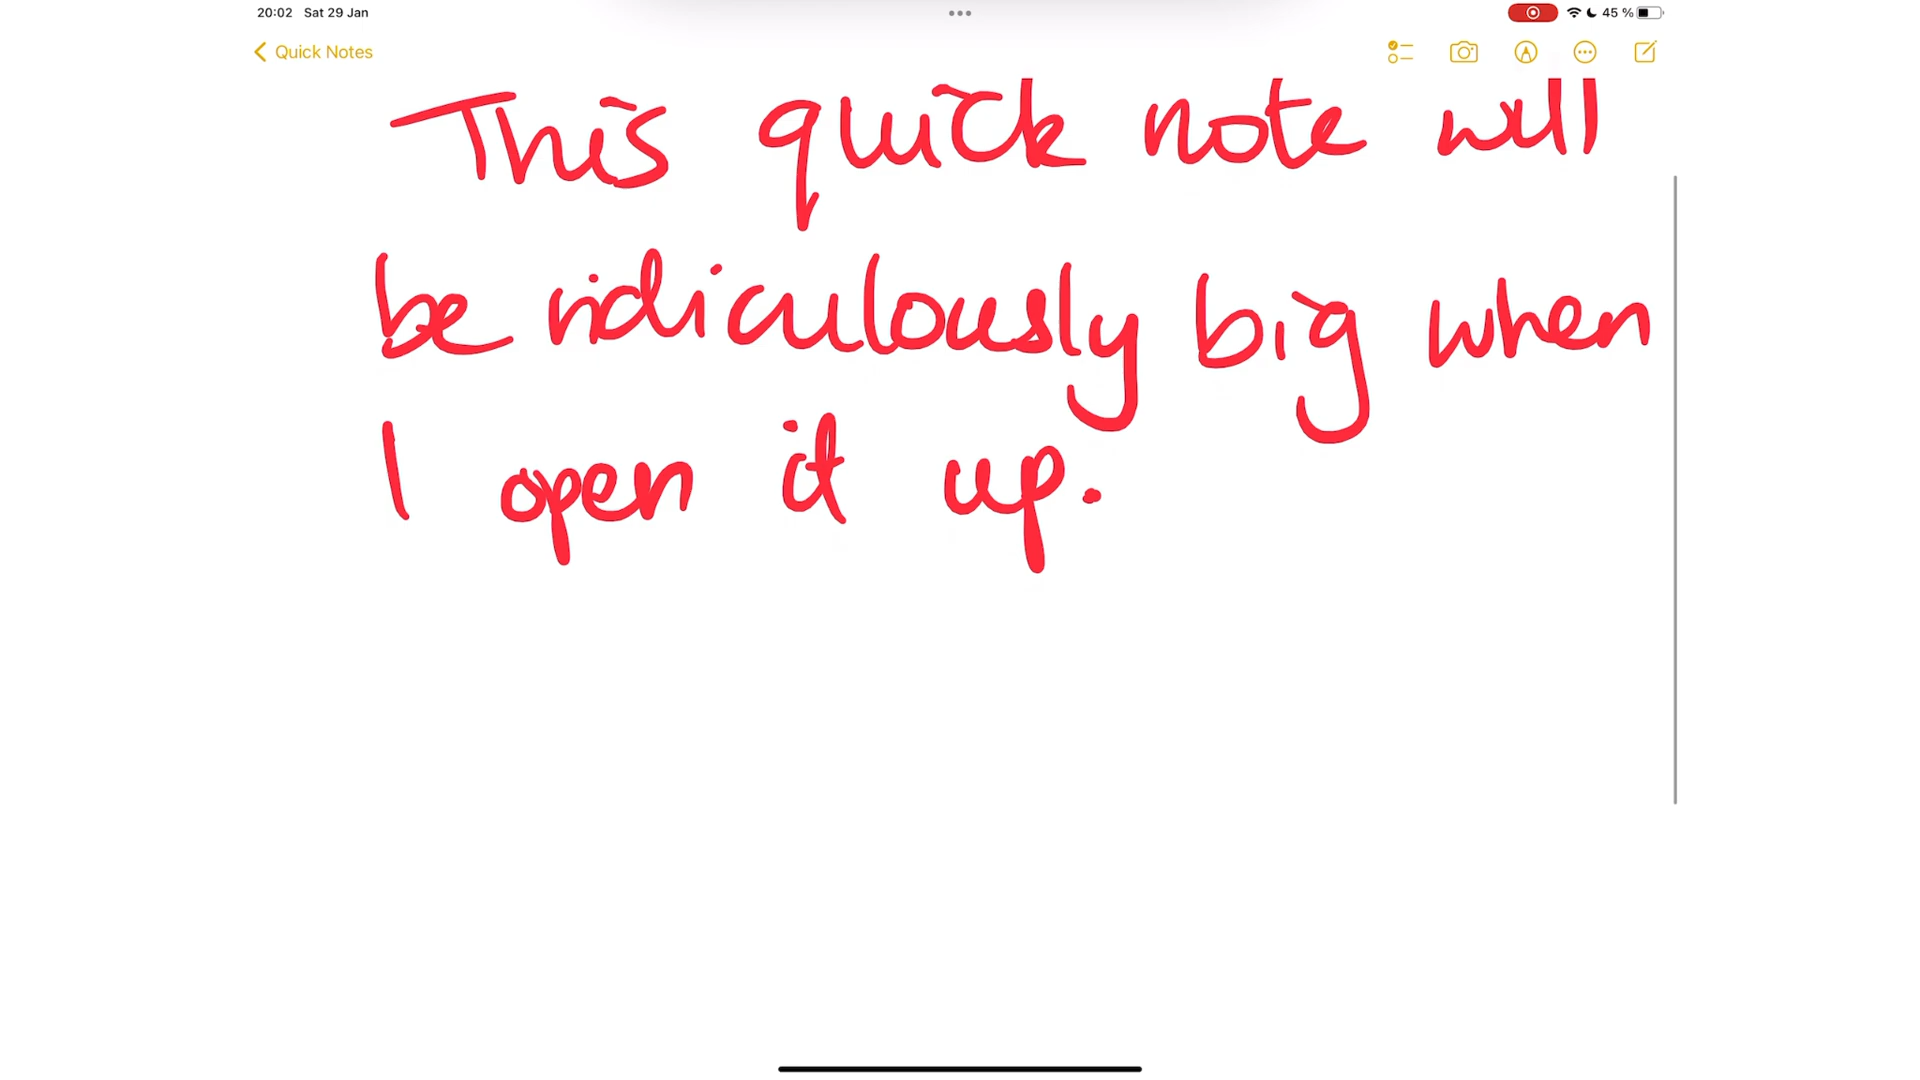 20:02 Sat 29 Jan
45 %
Quick Notes
This quick note will
be ridiculously big when
I open it up.